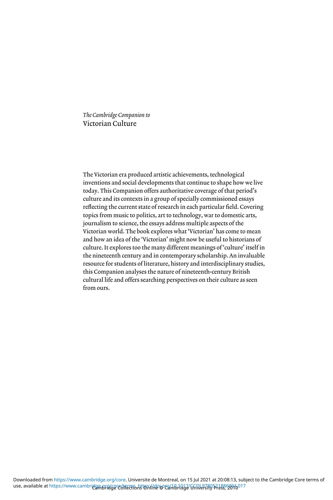 The Cambridge Companion to
Victorian Culture
The Victorian era produced artistic achievements, technological
inventions and social developments that continue to shape how we live
today. This Companion offers authoritative coverage of that period's
culture and its contexts in a group of specially commissioned essays
reflecting the current state of research in each particular field. Covering
topics from music to politics, art to technology, war to domestic arts,
journalism to science, the essays address multiple aspects of the
Victorian world. The book explores what 'Victorian' has come to mean
and how an idea of the 'Victorian' might now be useful to historians of
culture. It explores too the many different meanings of 'culture' itself in
the nineteenth century and in contemporary scholarship. An invaluable
resource for students of literature, history and interdisciplinary studies,
this Companion analyses the nature of nineteenth-century British
cultural life and offers searching perspectives on their culture as seen
from ours.
Downloaded from https://www.cambridge.org/core. Universite de Montreal, on 15 Jul 2021 at 20:08:13, subject to the Cambridge Core terms of
use, available at https://www.cambridge.org/core/terms.
Cambridge Collections Online © Cambridge University Press, 2010